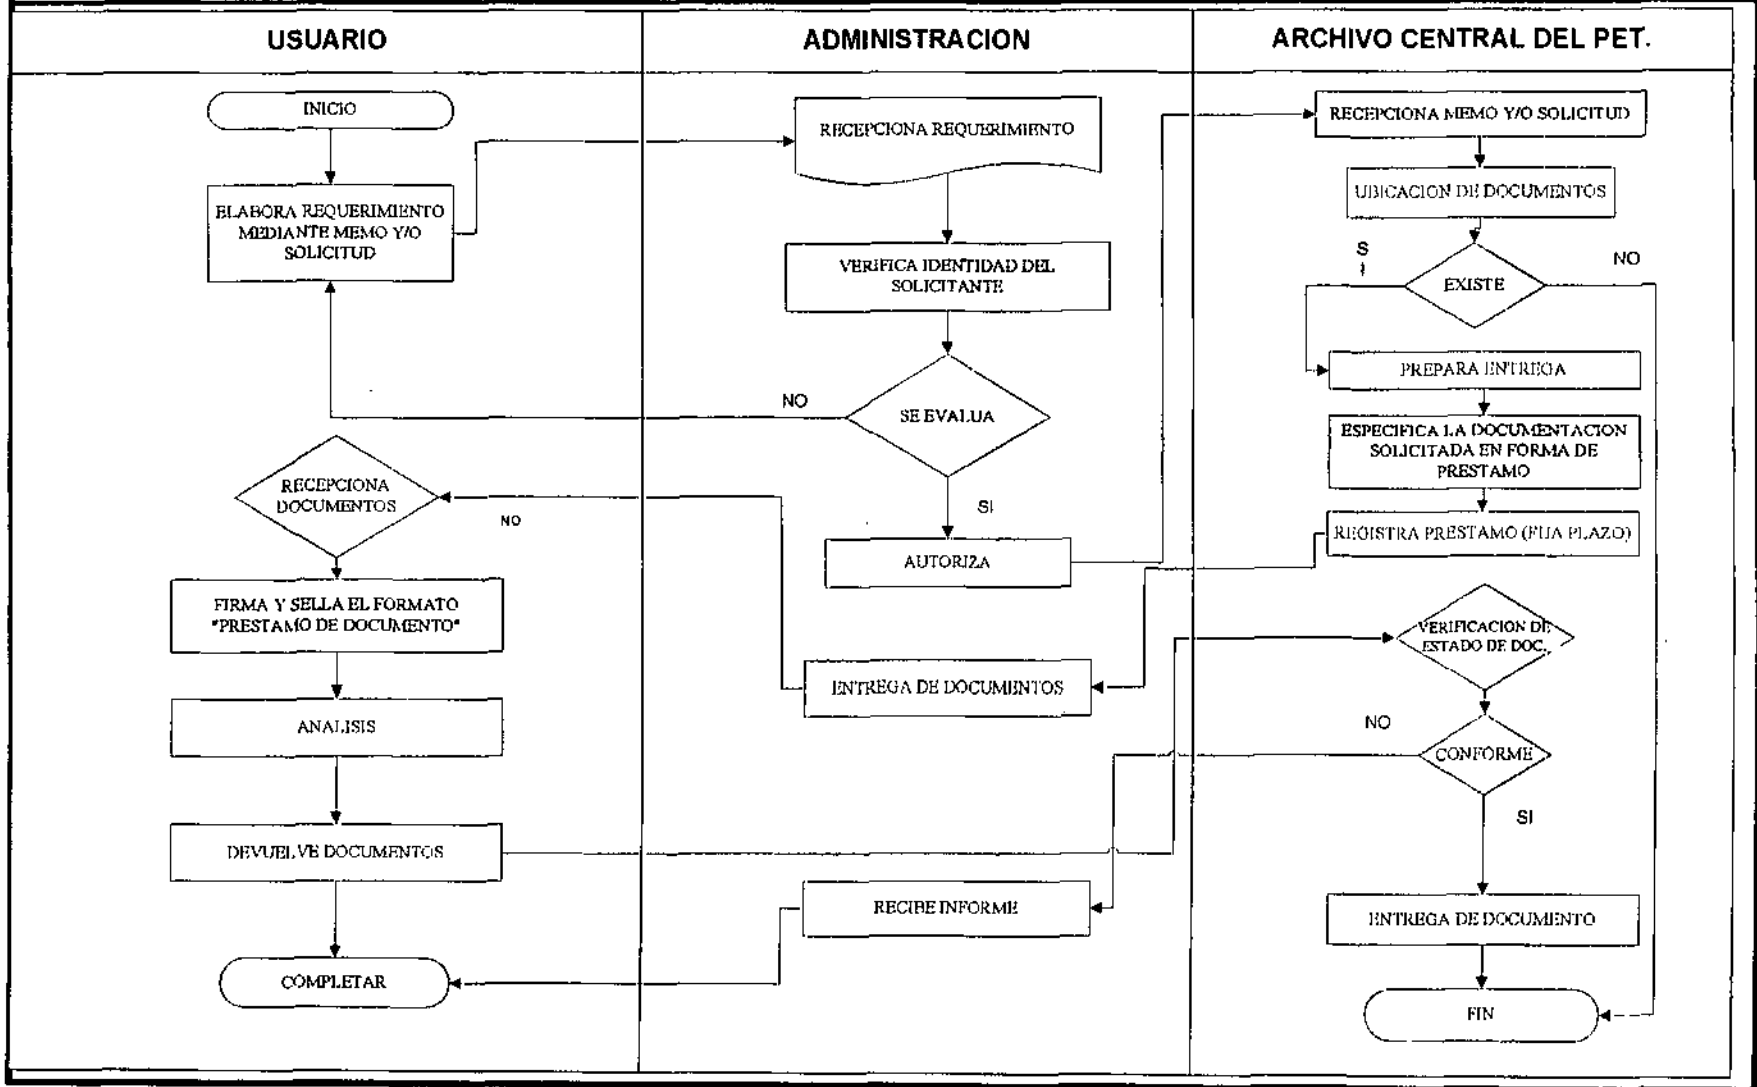 USUARIO
ADMINISTRACION
ARCHIVO CENTRAL DEL PET.
INICIO
ELABORA REQUERIMIENTO
MEDIANTE MEMO Y/O
SOLICITUD
RECEPCIONA
DOCUMENTOS
NO
FIRMA Y SELLA EL FORMATO
"PRESTAMO DE DOCUMENTO"
ANALISIS
DEVUELVE DOCUMENTOS
COMPLETAR
RECEPCIONA REQUERIMIENTO
VERIFICA IDENTIDAD DEL
SOLICITANTE
SE EVALUA
NO
SI
AUTORIZA
ENTREGA DE DOCUMENTOS
RECIBE INFORME
RECEPCIONA MEMO Y/O SOLICITUD
UBICACION DE DOCUMENTOS
S
I
NO
EXISTE
PREPARA ENTREGA
ESPECIFICA LA DOCUMENTACION
SOLICITADA EN FORMA DE
PRESTAMO
REGISTRA PRESTAMO (FIJA PLAZO)
VERIFICACION DE
ESTADO DE DOC.
NO
CONFORME
SI
ENTREGA DE DOCUMENTO
FIN